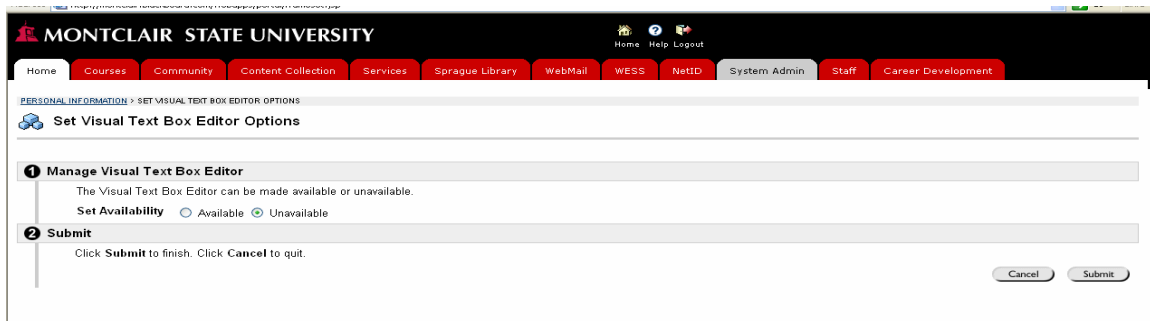 MONTCLAIR STATE UNIVERSITY
Home Help Logout
Home Courses Community Content Collection Services Sprague Library WebMail WESS NetID System Admin Staff Career Development
PERSONAL INFORMATION > SET VISUAL TEXT BOX EDITOR OPTIONS
Set Visual Text Box Editor Options
1 Manage Visual Text Box Editor
The Visual Text Box Editor can be made available or unavailable.
Set Availability Available Unavailable
2 Submit
Click Submit to finish. Click Cancel to quit.
Cancel Submit